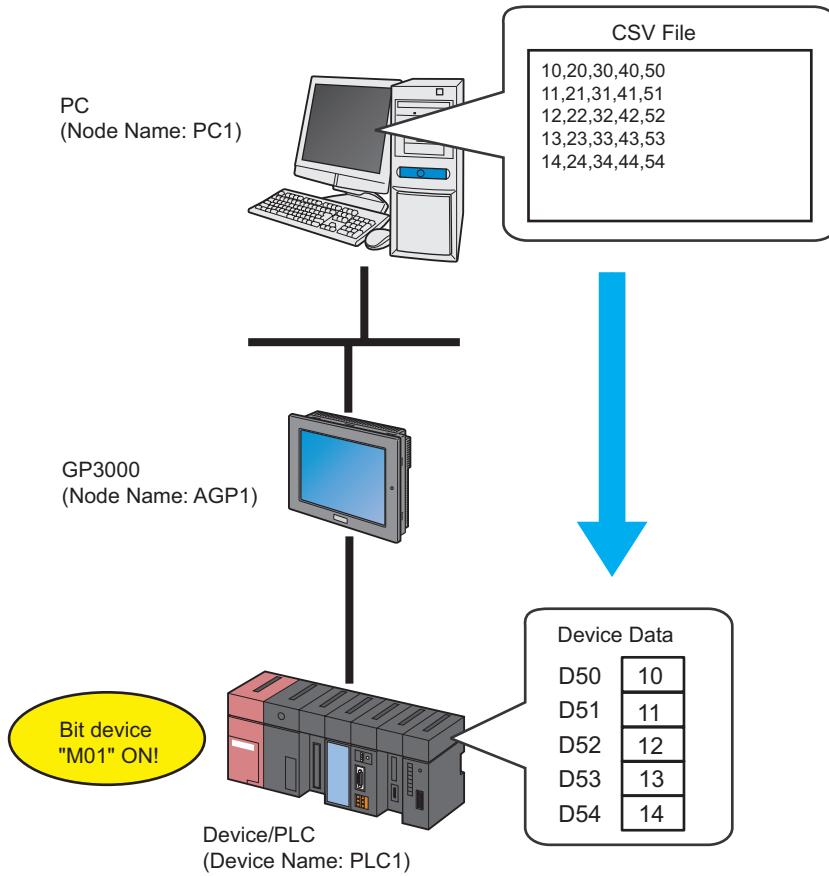 CSV File
10,20,30,40,50
11,21,31,41,51
12,22,32,42,52
13,23,33,43,53
14,24,34,44,54
PC
(Node Name: PC1)
GP3000
(Node Name: AGP1)
Device Data
D50 10
D51 11
D52 12
D53 13
D54 14
Bit device
"M01" ON!
Device/PLC
(Device Name: PLC1)